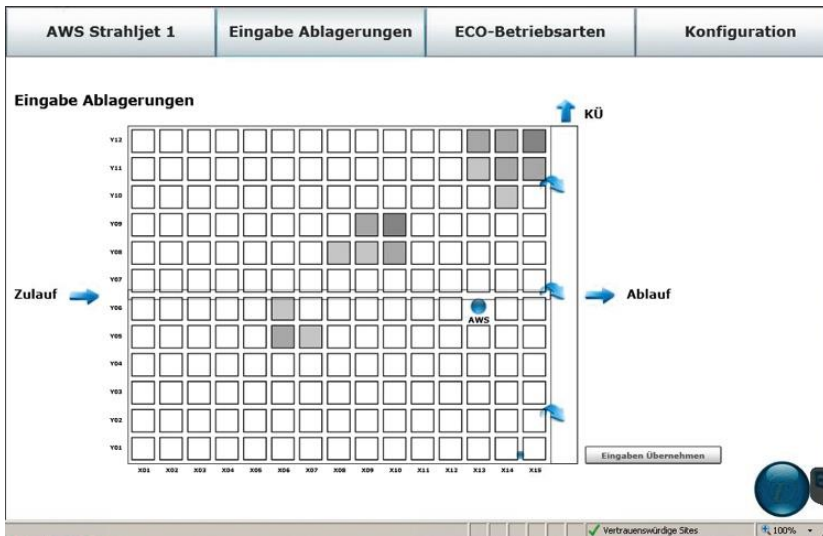 AWS Strahljet 1
Eingabe Ablagerungen
ECO-Betriebsarten
Konfiguration
Eingabe Ablagerungen
KÜ
Y12
Y11
Y10
Y09
Y08
Y07
Zulauf
Ablauf
Y06
AWS
Y05
Y04
Y03
Y02
Y01
Eingaben Übernehmen
X01 X02 X03 X04 X05 X06 X07 X08 X09 X10 X11 X12 X13 X14 X15
Vertrauenswürdige Sites
100%